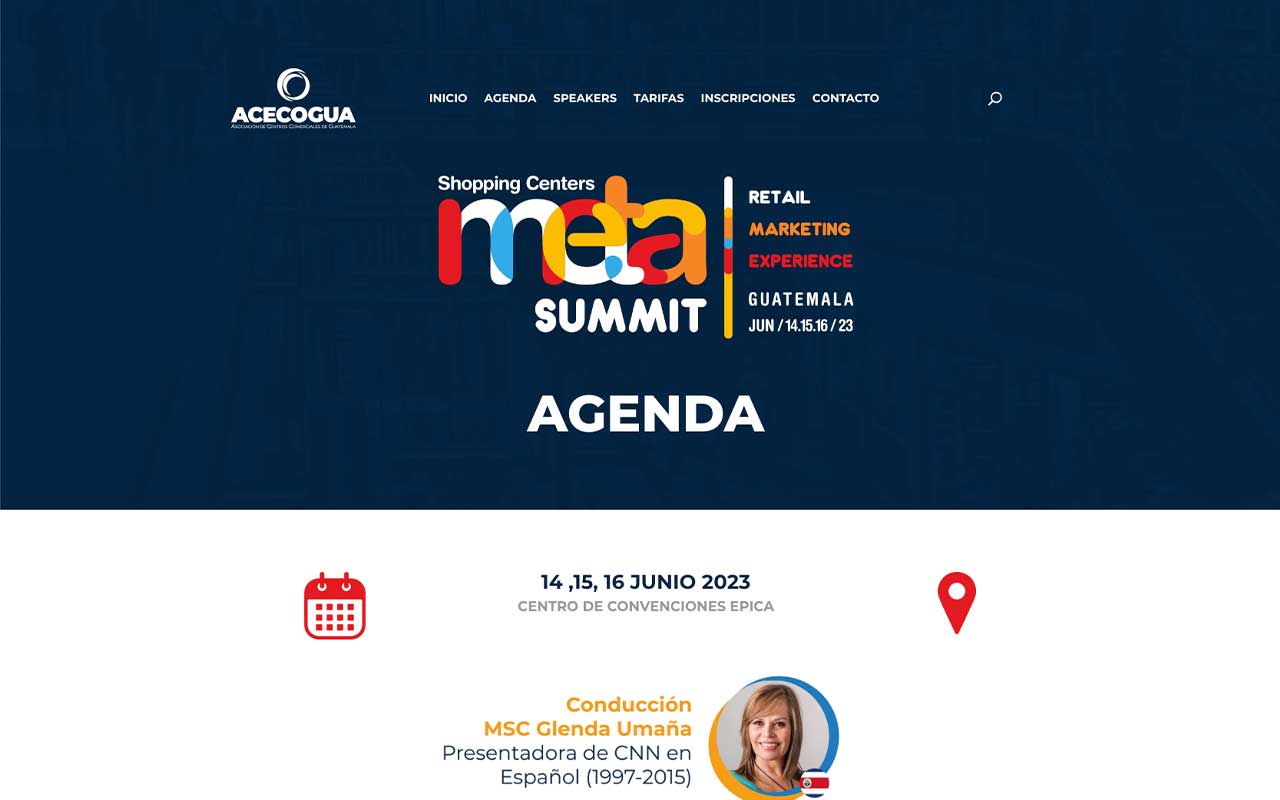 ACECOGUA
ASOCIACIÓN DE CENTROS COMERCIALES DE GUATEMALA
INICIO AGENDA SPEAKERS TARIFAS INSCRIPCIONES CONTACTO
Shopping Centers
meta
SUMMIT
RETAIL
MARKETING
EXPERIENCE
GUATEMALA
JUN / 14.15.16 / 23
AGENDA
14 ,15, 16 JUNIO 2023
CENTRO DE CONVENCIONES EPICA
Conducción
MSC Glenda Umaña
Presentadora de CNN en
Español (1997-2015)